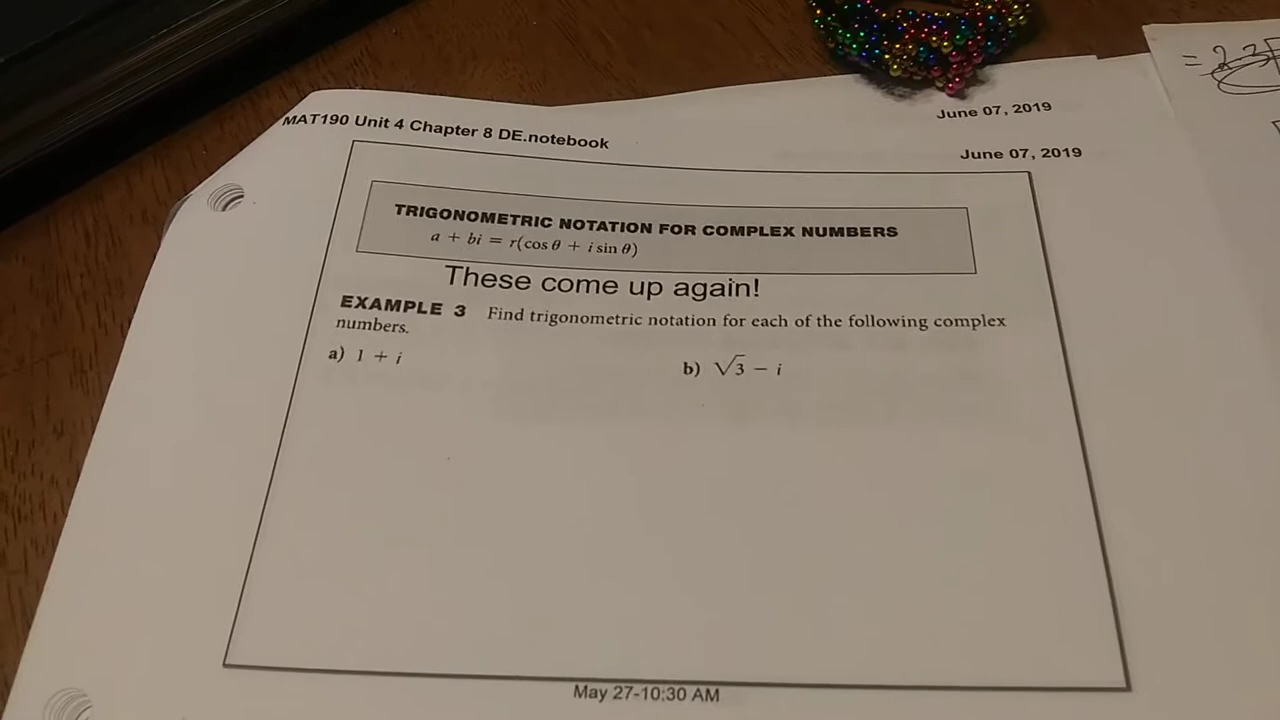 MAT190 Unit 4 Chapter 8 DE.notebook
June 07, 2019
June 07, 2019
TRIGONOMETRIC NOTATION FOR COMPLEX NUMBERS
a + bi = r(cos θ + i sin θ)
These come up again!
EXAMPLE 3 Find trigonometric notation for each of the following complex
numbers.
a) 1 + i
b) √3 − i
May 27-10:30 AM